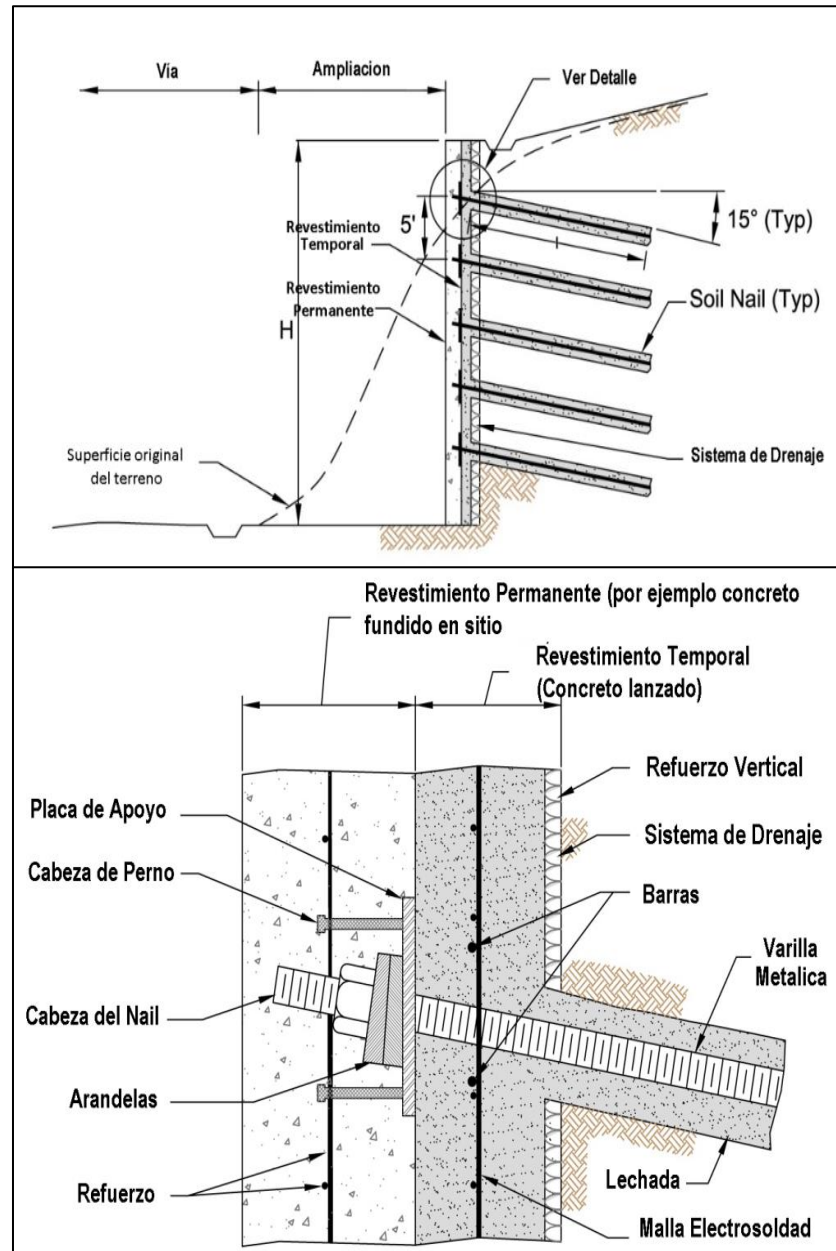 Vía
Ampliacion
Ver Detalle
Revestimiento
Temporal
5'
15° (Typ)
Revestimiento
Permanente
H
Soil Nail (Typ)
Superficie original
del terreno
Sistema de Drenaje
Revestimiento Permanente (por ejemplo concreto
fundido en sitio
Revestimiento Temporal
(Concreto lanzado)
Refuerzo Vertical
Placa de Apoyo
Sistema de Drenaje
Cabeza de Perno
Barras
Varilla
Metalica
Cabeza del Nail
Arandelas
Lechada
Refuerzo
Malla Electrosoldad